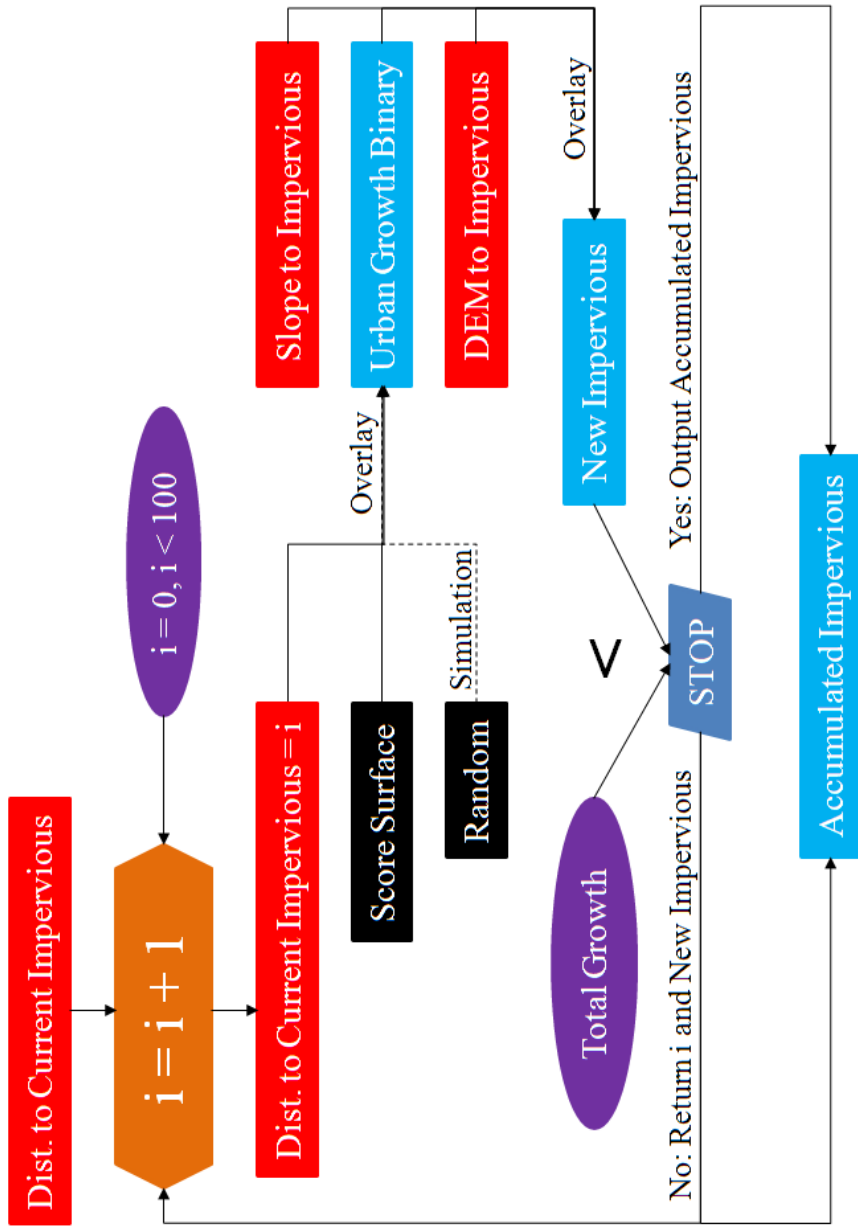 Dist. to Current Impervious
i = 0, i < 100
i = i + 1
Dist. to Current Impervious = i
Slope to Impervious
Score Surface
Overlay
Urban Growth Binary
Random
Simulation
DEM to Impervious
Overlay
Total Growth
<
New Impervious
No: Return i and New Impervious
STOP
Yes: Output Accumulated Impervious
Accumulated Impervious